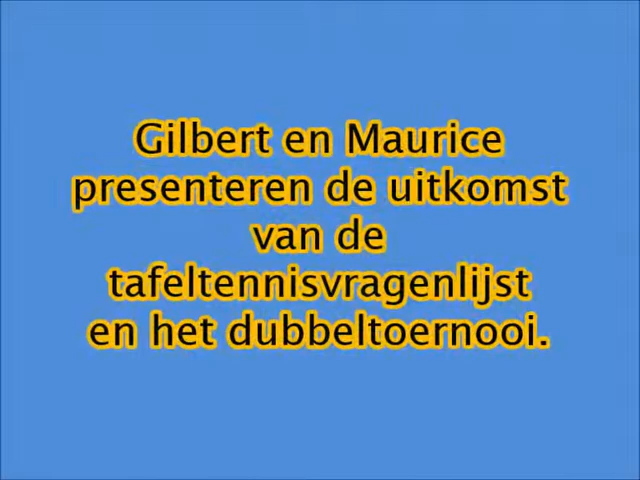 Gilbert en Maurice
presenteren de uitkomst
van de
tafeltennisvragenlijst
en het dubbeltoernooi.